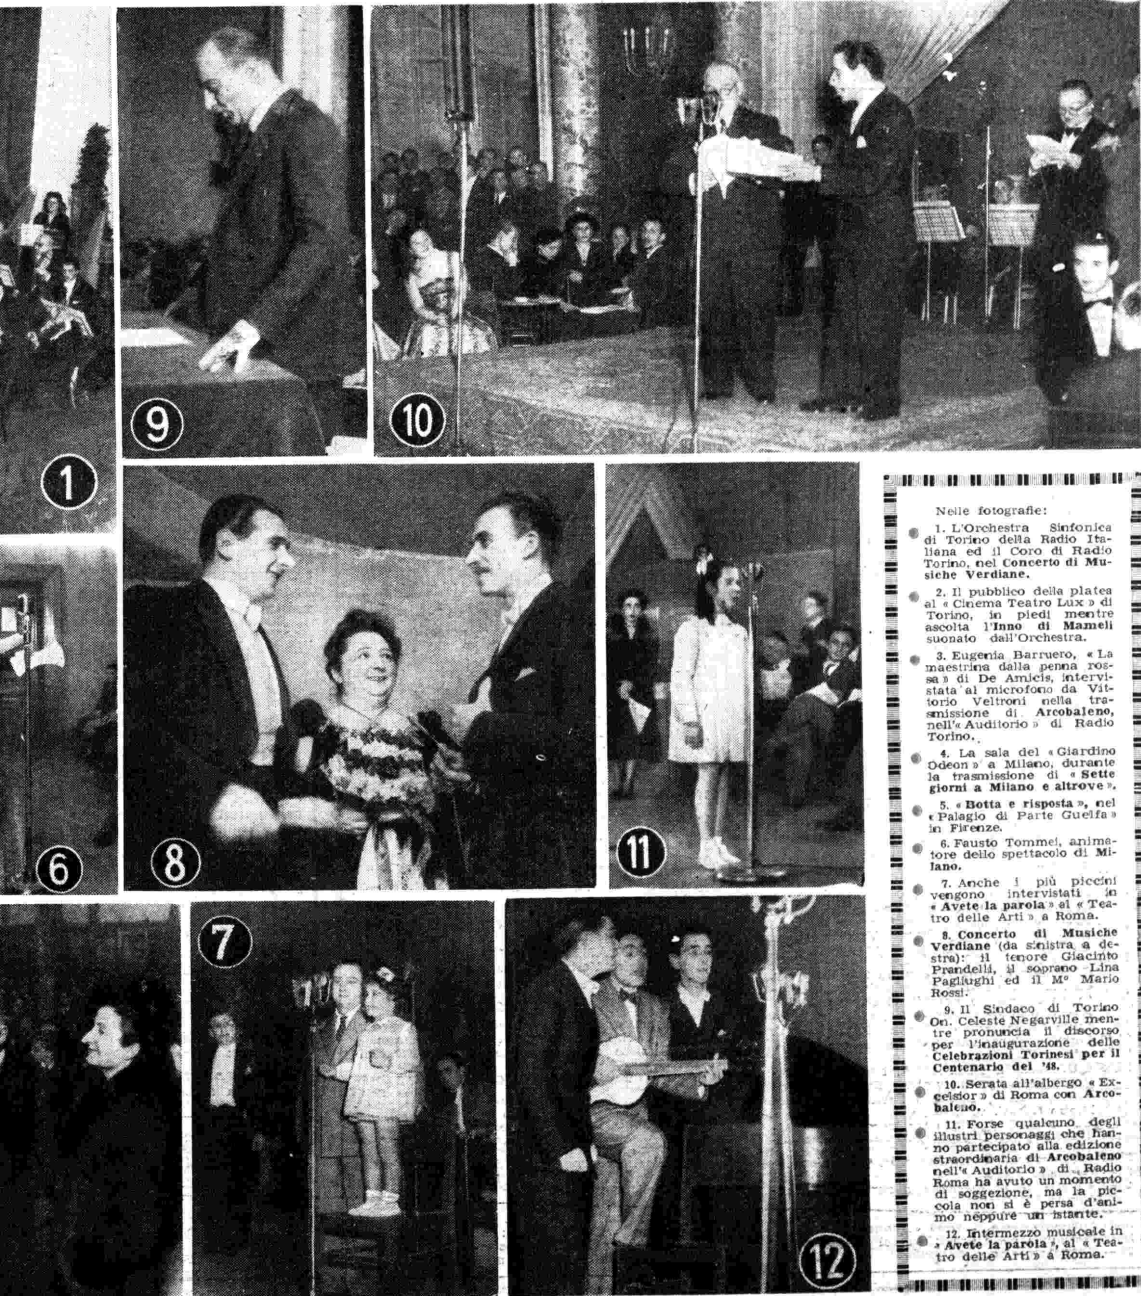 9
10
1
6
8
11
7
12
Nelle fotografie:
1. L'Orchestra Sinfonica
di Torino della Radio Ita-
liana ed il Coro di Radio
Torino, nel Concerto di Mu-
siche Verdiane.
2. Il pubblico della platea
al « Cinema Teatro Lux » di
Torino, in piedi mentre
ascolta l'Inno di Mameli
suonato dall'Orchestra.
3. Eugenia Barruero, « La
maestrina dalla penna ros-
sa » di De Amicis, intervi-
stata al microfono da Vit-
torio Veltroni nella tra-
smissione di Arcobaleno,
nell'« Auditorio » di Radio
Torino.
4. La sala del « Giardino
Odeon » a Milano, durante
la trasmissione di « Sette
giorni a Milano e altrove ».
5. « Botta e risposta », nel
« Palagio di Parte Guelfa »
in Firenze.
6. Fausto Tommei, anima-
tore dello spettacolo di Mi-
lano.
7. Anche i più piccini
vengono intervistati in
« Avete la parola » al « Tea-
tro delle Arti » a Roma.
8. Concerto di Musiche
Verdiane (da sinistra a de-
stra): il tenore Giacinto
Prandelli, il soprano Lina
Pagliughi ed il M° Mario
Rossi.
9. Il Sindaco di Torino
On. Celeste Negarville men-
tre pronuncia il discorso
per l'inaugurazione delle
Celebrazioni Torinesi per il
Centenario del '48.
10. Serata all'albergo « Ex-
celsior » di Roma con Arco-
baleno.
11. Forse qualcuno degli
illustri personaggi che han-
no partecipato alla edizione
straordinaria di Arcobaleno
nell'« Auditorio » di Radio
Roma ha avuto un momento
di soggezione, ma la pic-
cola non si è persa d'ani-
mo neppure un istante.
12. Intermezzo musicale in
« Avete la parola », al « Tea-
tro delle Arti » a Roma.